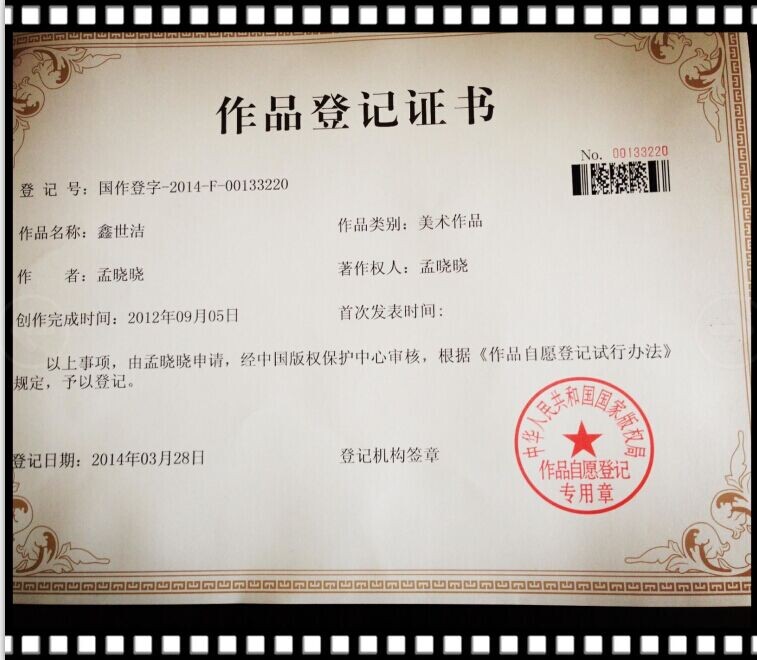 作品登记证书
No. 00133220
登 记 号：国作登字-2014-F-00133220
作品名称：鑫世洁
作品类别：美术作品
作 者：孟晓晓
著作权人：孟晓晓
创作完成时间：2012年09月05日
首次发表时间：
以上事项，由孟晓晓申请，经中国版权保护中心审核，根据《作品自愿登记试行办法》
规定，予以登记。
登记日期：2014年03月28日
登记机构签章
中华人民共和国国家版权局
作品自愿登记
专用章